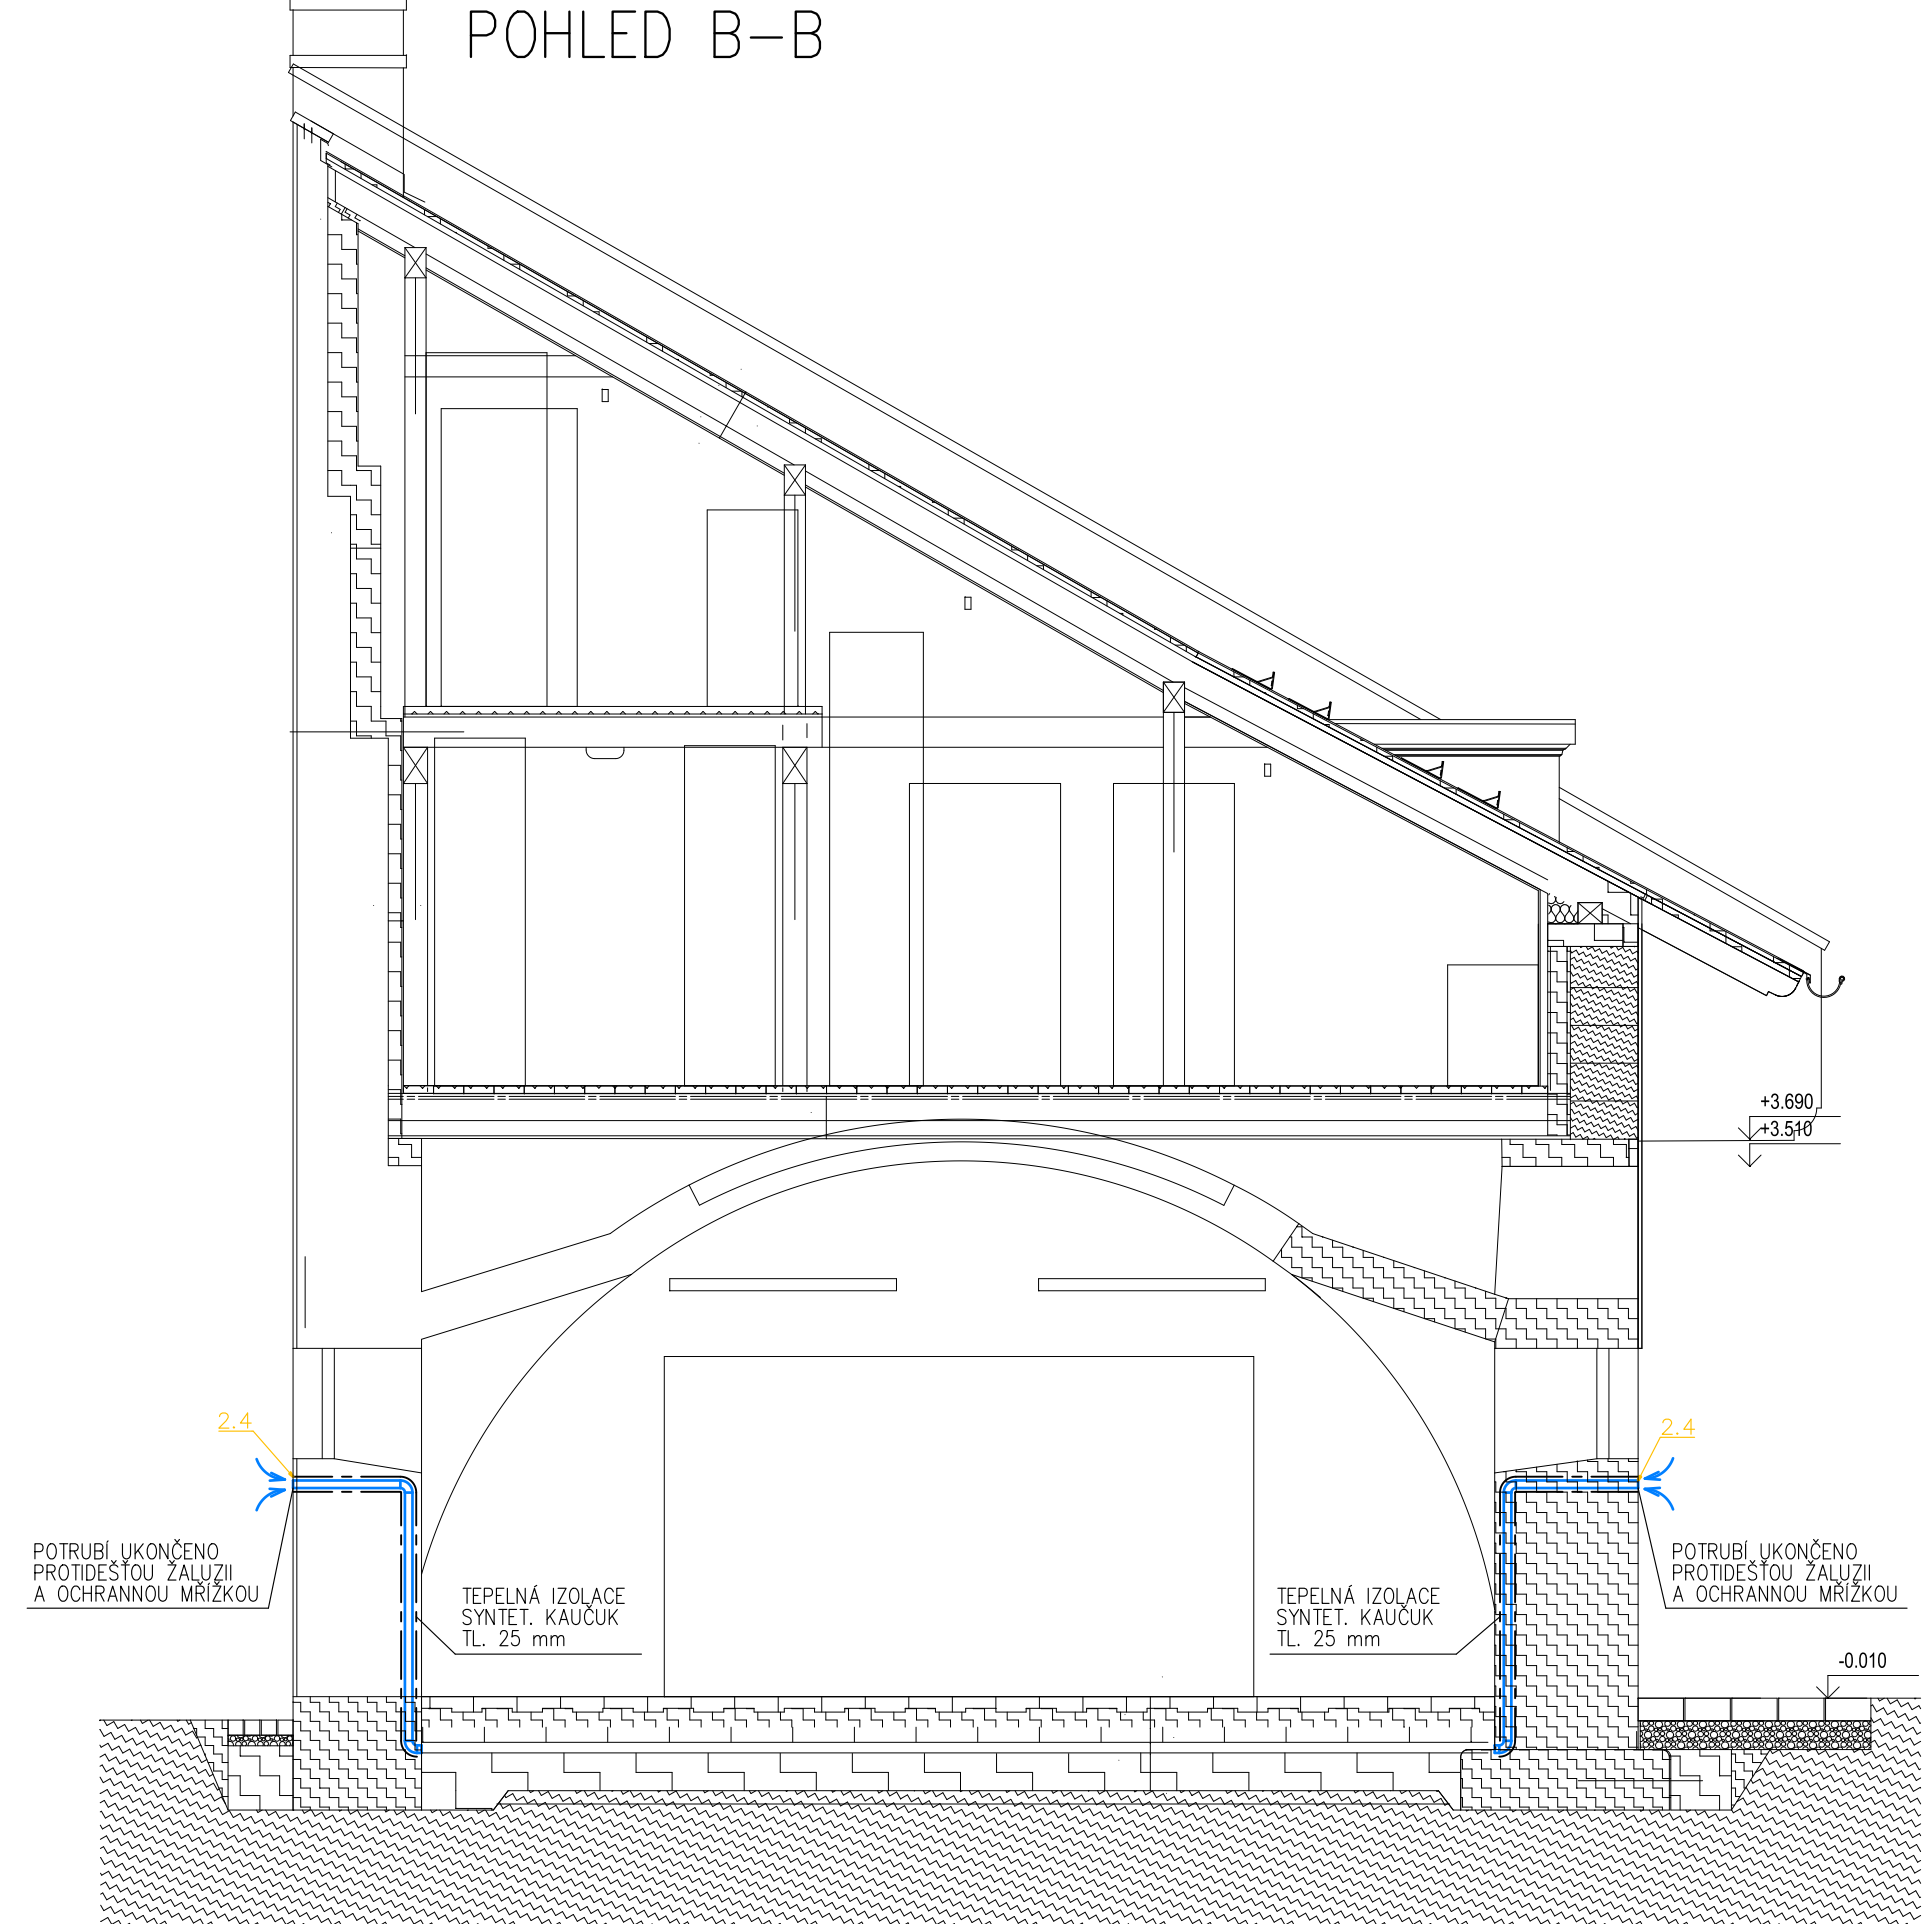 POHLED B-B
+3.690
+3.510
2.4
2.4
POTRUBÍ UKONČENO
PROTIDEŠŤOU ŽALUZII
A OCHRANNOU MŘÍŽKOU
TEPELNÁ IZOLACE
SYNTET. KAUČUK
TL. 25 mm
TEPELNÁ IZOLACE
SYNTET. KAUČUK
TL. 25 mm
POTRUBÍ UKONČENO
PROTIDEŠŤOU ŽALUZII
A OCHRANNOU MŘÍŽKOU
-0.010